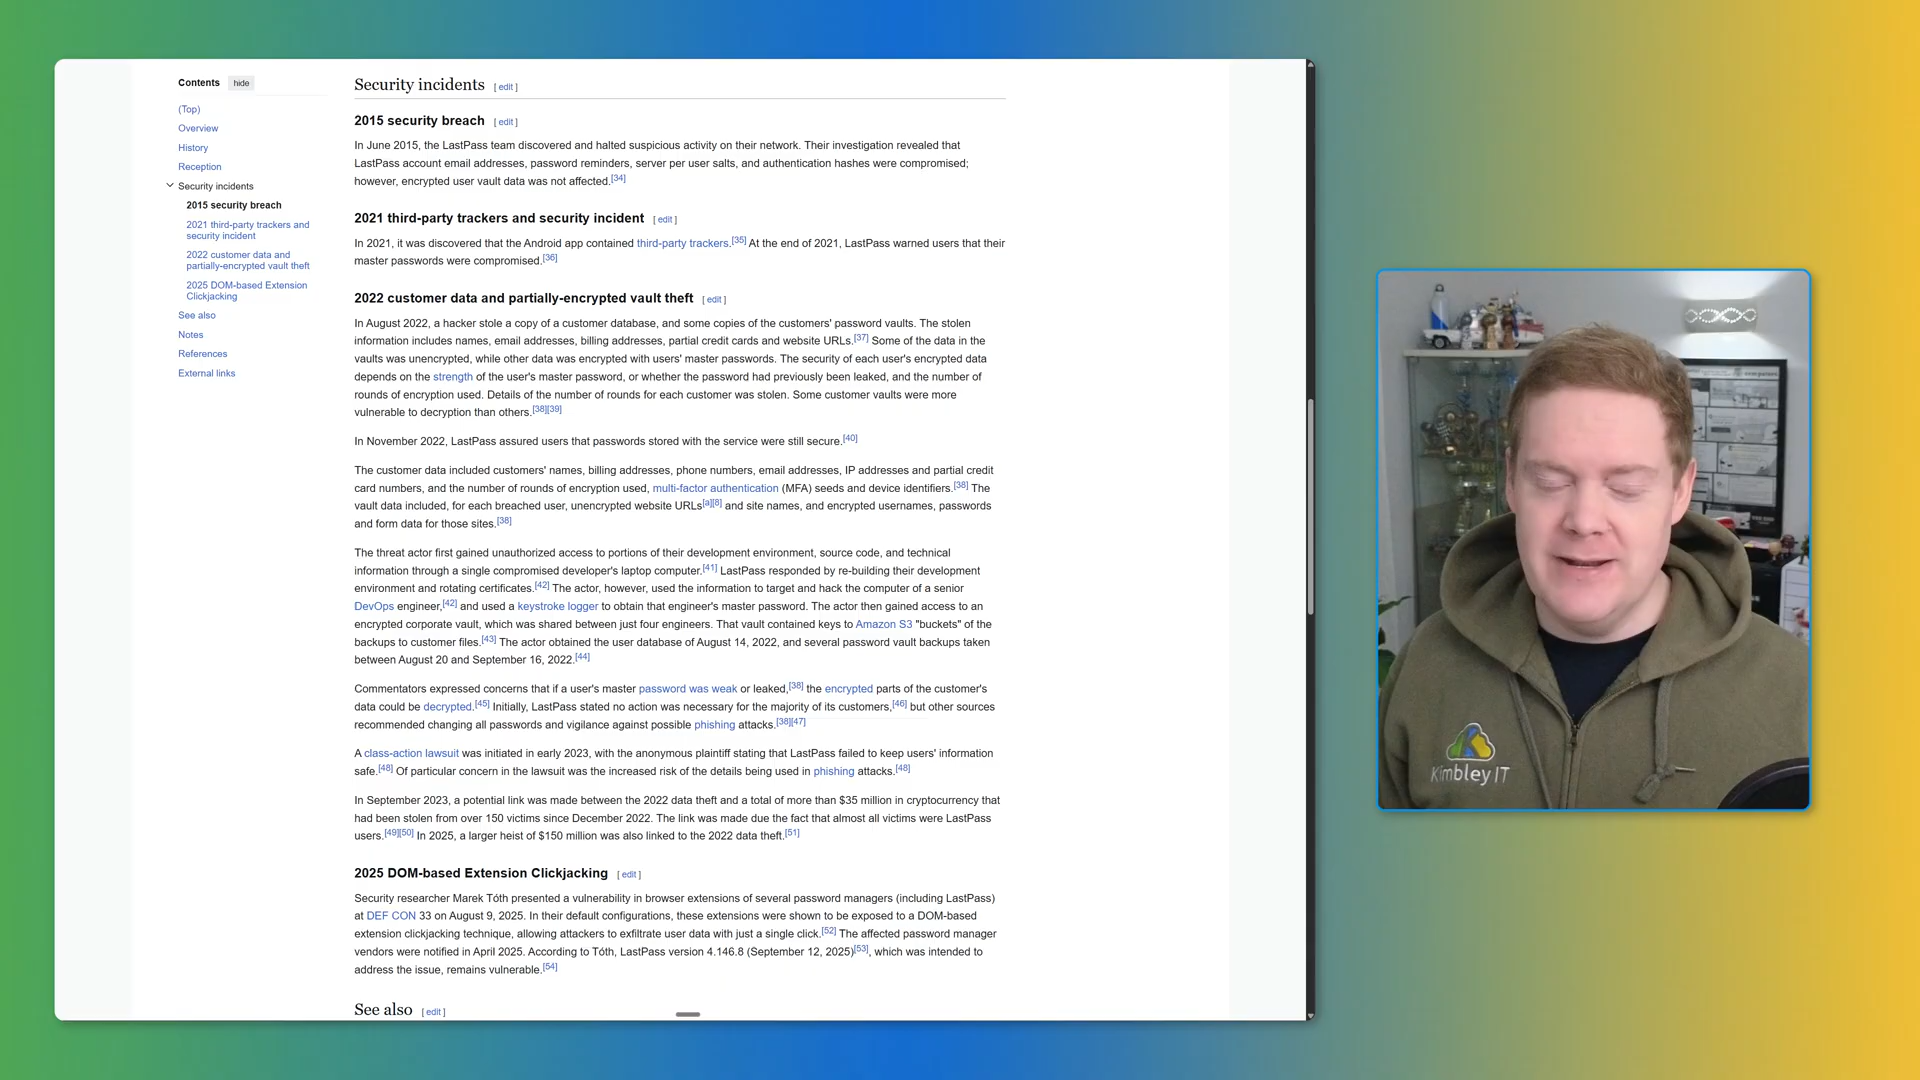 Contents hide
(Top)
Overview
History
Reception
Security incidents
2015 security breach
2021 third-party trackers and
security incident
2022 customer data and
partially-encrypted vault theft
2025 DOM-based Extension
Clickjacking
See also
Notes
References
External links
Security incidents [ edit ]
2015 security breach [ edit ]
In June 2015, the LastPass team discovered and halted suspicious activity on their network. Their investigation revealed that
LastPass account email addresses, password reminders, server per user salts, and authentication hashes were compromised;
however, encrypted user vault data was not affected.[34]
2021 third-party trackers and security incident [ edit ]
In 2021, it was discovered that the Android app contained third-party trackers.[35] At the end of 2021, LastPass warned users that their
master passwords were compromised.[36]
2022 customer data and partially-encrypted vault theft [ edit ]
In August 2022, a hacker stole a copy of a customer database, and some copies of the customers' password vaults. The stolen
information includes names, email addresses, billing addresses, partial credit cards and website URLs.[37] Some of the data in the
vaults was unencrypted, while other data was encrypted with users' master passwords. The security of each user's encrypted data
depends on the strength of the user's master password, or whether the password had previously been leaked, and the number of
rounds of encryption used. Details of the number of rounds for each customer was stolen. Some customer vaults were more
vulnerable to decryption than others.[38][39]
In November 2022, LastPass assured users that passwords stored with the service were still secure.[40]
The customer data included customers' names, billing addresses, phone numbers, email addresses, IP addresses and partial credit
card numbers, and the number of rounds of encryption used, multi-factor authentication (MFA) seeds and device identifiers.[38] The
vault data included, for each breached user, unencrypted website URLs[a][8] and site names, and encrypted usernames, passwords
and form data for those sites.[38]
The threat actor first gained unauthorized access to portions of their development environment, source code, and technical
information through a single compromised developer's laptop computer.[41] LastPass responded by re-building their development
environment and rotating certificates.[42] The actor, however, used the information to target and hack the computer of a senior
DevOps engineer,[42] and used a keystroke logger to obtain that engineer's master password. The actor then gained access to an
encrypted corporate vault, which was shared between just four engineers. That vault contained keys to Amazon S3 "buckets" of the
backups to customer files.[43] The actor obtained the user database of August 14, 2022, and several password vault backups taken
between August 20 and September 16, 2022.[44]
Commentators expressed concerns that if a user's master password was weak or leaked,[38] the encrypted parts of the customer's
data could be decrypted.[45] Initially, LastPass stated no action was necessary for the majority of its customers,[46] but other sources
recommended changing all passwords and vigilance against possible phishing attacks.[38][47]
A class-action lawsuit was initiated in early 2023, with the anonymous plaintiff stating that LastPass failed to keep users' information
safe.[48] Of particular concern in the lawsuit was the increased risk of the details being used in phishing attacks.[48]
In September 2023, a potential link was made between the 2022 data theft and a total of more than $35 million in cryptocurrency that
had been stolen from over 150 victims since December 2022. The link was made due the fact that almost all victims were LastPass
users.[49][50] In 2025, a larger heist of $150 million was also linked to the 2022 data theft.[51]
2025 DOM-based Extension Clickjacking [ edit ]
Security researcher Marek Tóth presented a vulnerability in browser extensions of several password managers (including LastPass)
at DEF CON 33 on August 9, 2025. In their default configurations, these extensions were shown to be exposed to a DOM-based
extension clickjacking technique, allowing attackers to exfiltrate user data with just a single click.[52] The affected password manager
vendors were notified in April 2025. According to Tóth, LastPass version 4.146.8 (September 12, 2025)[53], which was intended to
address the issue, remains vulnerable.[54]
See also [ edit ]
Kimbley IT